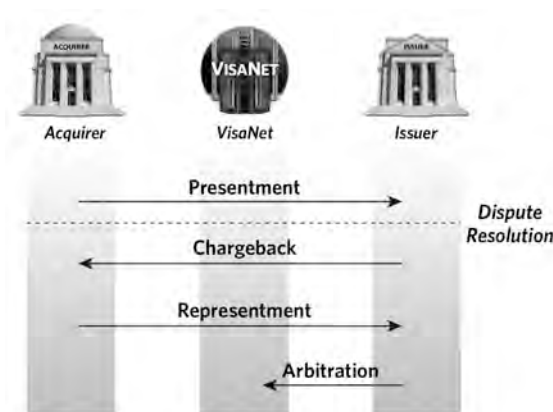 ACQUIRER
VISANET
ISSUER
Acquirer
VisaNet
Issuer
Presentment
Dispute
Resolution
Chargeback
Representment
Arbitration